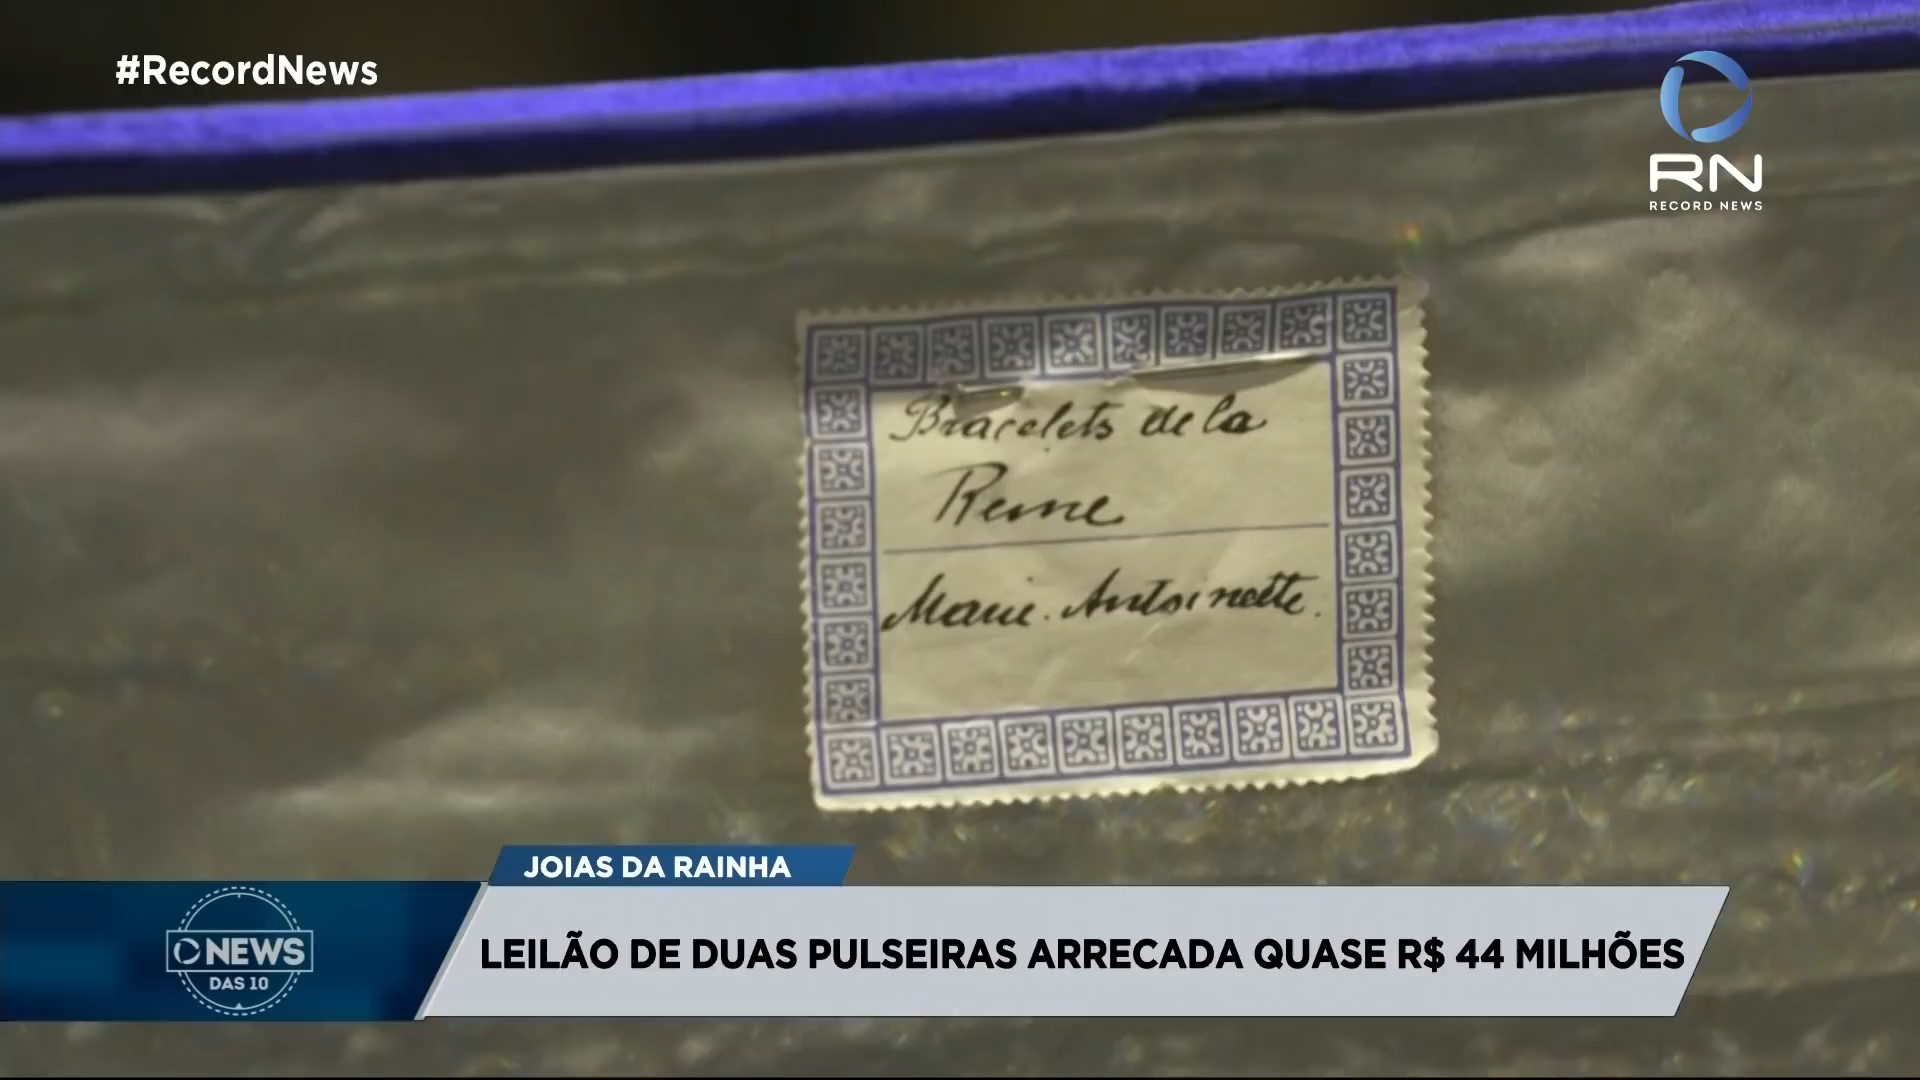 #RecordNews
RN
RECORD NEWS
Bracelets de la
Reine
Marie-Antoinette.
JOIAS DA RAINHA
NEWS
DAS 10
LEILÃO DE DUAS PULSEIRAS ARRECADA QUASE R$ 44 MILHÕES